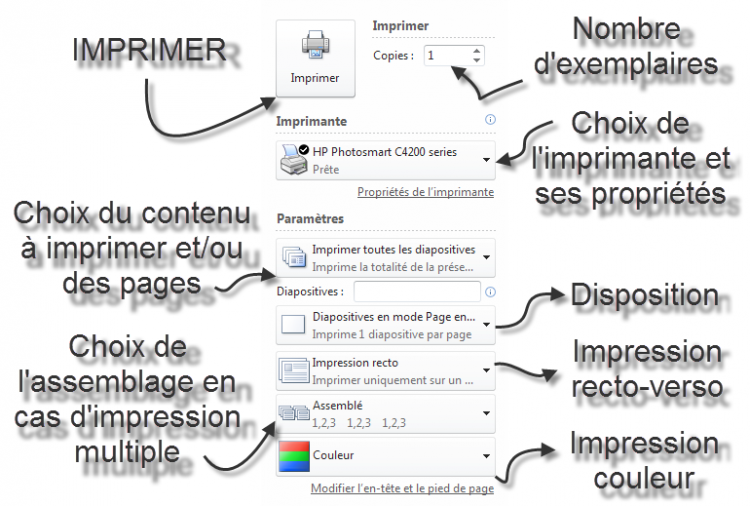 IMPRIMER
Imprimer
Imprimer
Copies :
1
Nombre
d'exemplaires
Imprimante
HP Photosmart C4200 series
Prête
Propriétés de l'imprimante
Choix de
l'imprimante et
ses propriétés
Paramètres
Choix du contenu
à imprimer et/ou
des pages
Imprimer toutes les diapositives
Imprime la totalité de la prése...
Diapositives :
Diapositives en mode Page en...
Imprime 1 diapositive par page
Disposition
Choix de
l'assemblage en
cas d'impression
multiple
Impression recto
Imprimer uniquement sur un ...
Impression
recto-verso
Assemblé
1,2,3 1,2,3 1,2,3
Couleur
Impression
couleur
Modifier l'en-tête et le pied de page